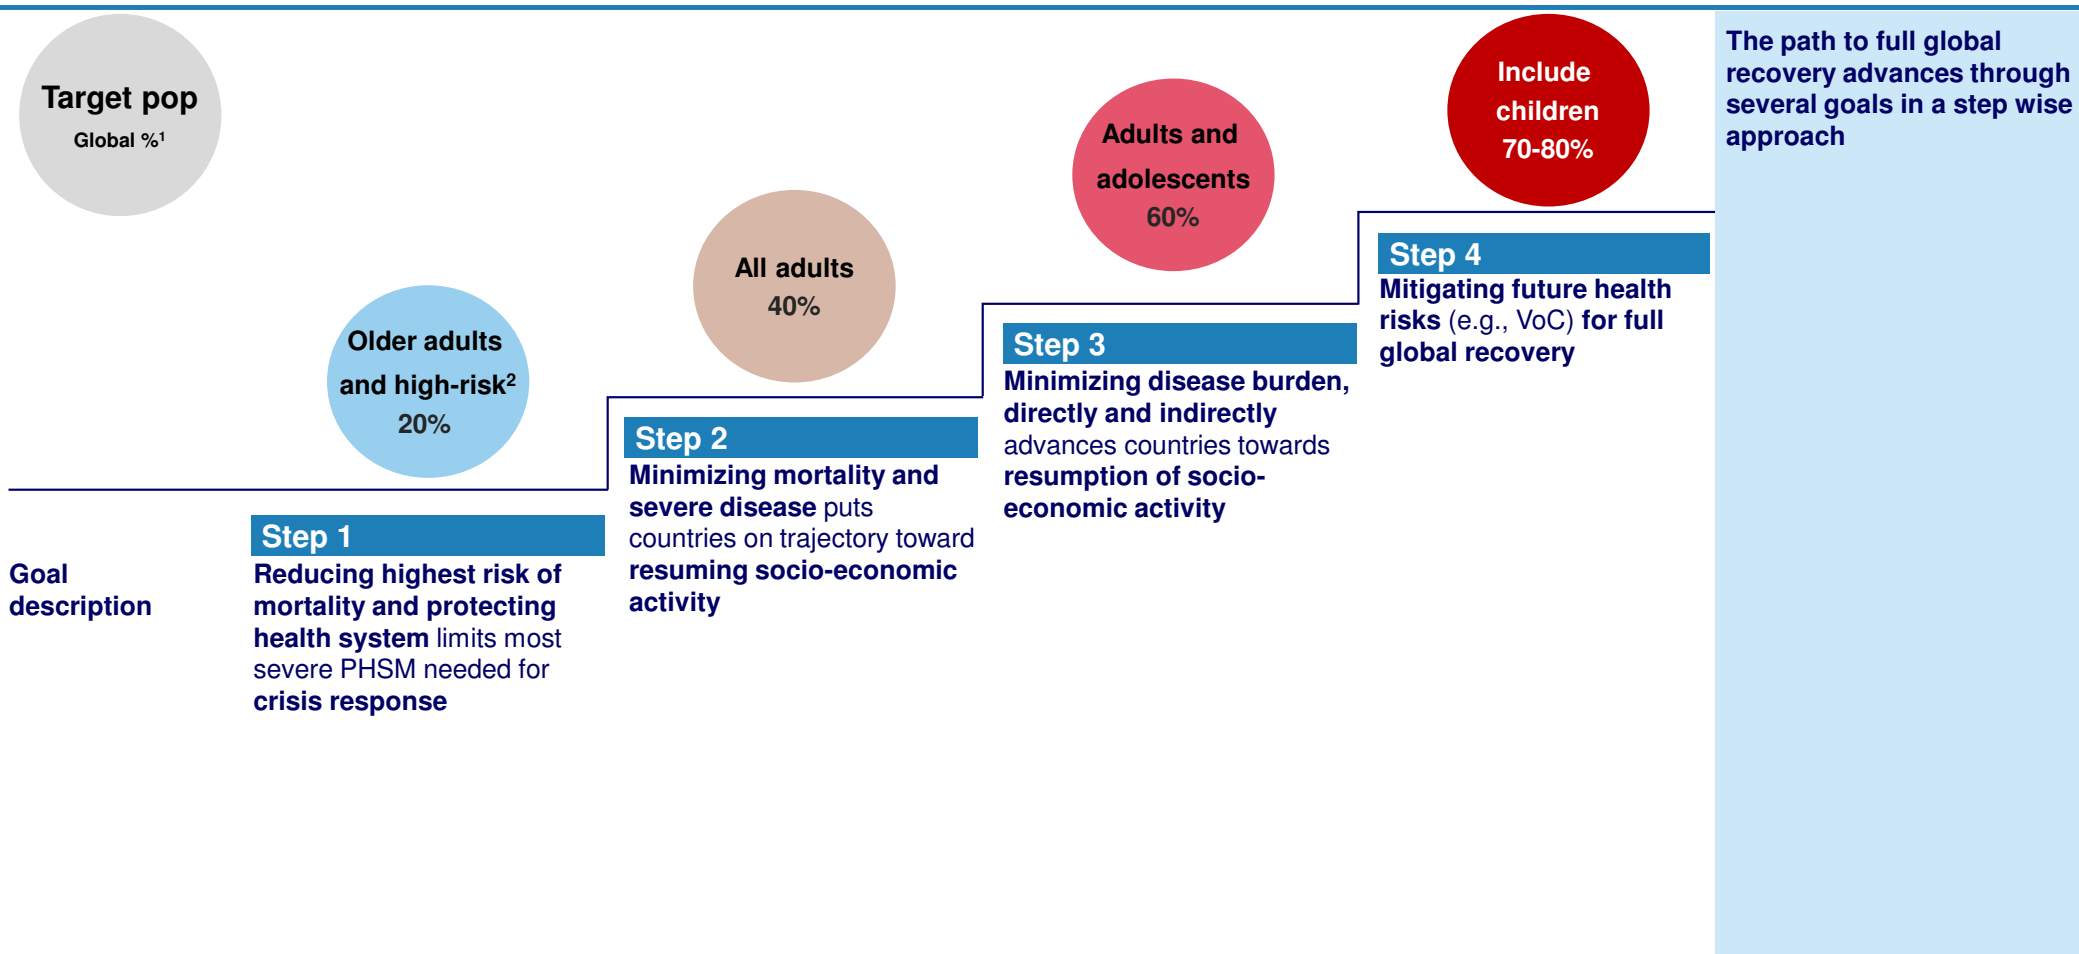 Target pop
Global %¹
Older adults
and high-risk²
20%
All adults
40%
Adults and
adolescents
60%
Include
children
70-80%
Goal
description
Step 1
Reducing highest risk of
mortality and protecting
health system limits most
severe PHSM needed for
crisis response
Step 2
Minimizing mortality and
severe disease puts
countries on trajectory toward
resuming socio-economic
activity
Step 3
Minimizing disease burden,
directly and indirectly
advances countries towards
resumption of socio-
economic activity
Step 4
Mitigating future health
risks (e.g., VoC) for full
global recovery
The path to full global
recovery advances through
several goals in a step wise
approach